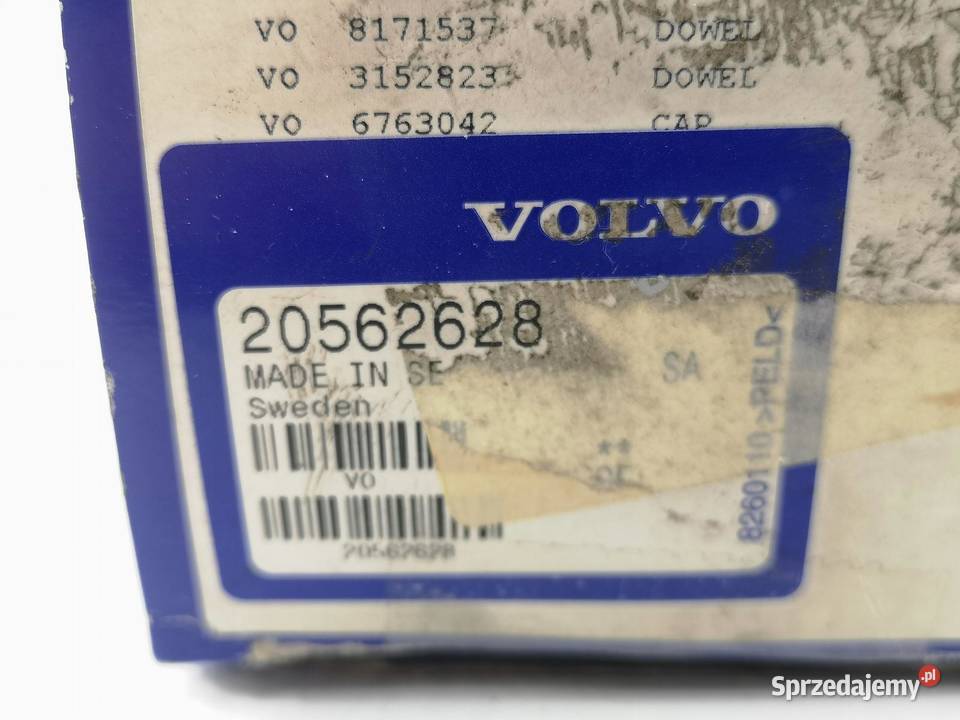 VO 8171537 DOWEL
VO 3152823 DOWEL
VO 6763042 CAP
VOLVO
20562628
MADE IN SE
SA
Sweden
**
VO
20562628
8260110 >PELD<
Sprzedajemy.pl